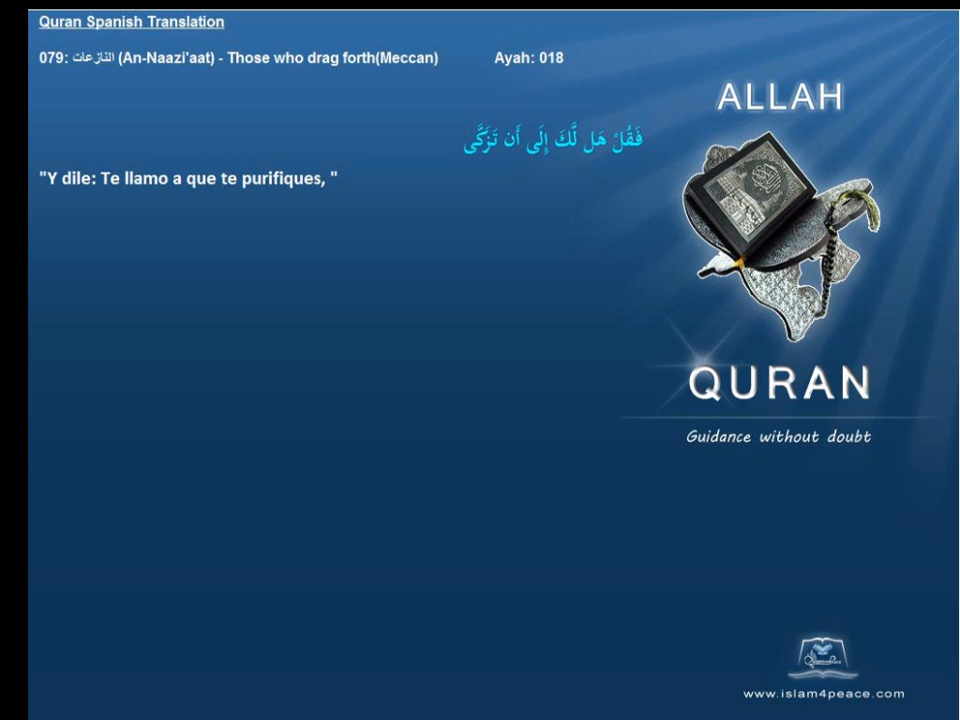 Quran Spanish Translation
079: النازعات (An-Naazi'aat) - Those who drag forth(Meccan) Ayah: 018
فَقُلْ هَل لَّكَ إِلَى أَن تَزَكَّى
"Y dile: Te llamo a que te purifiques, "
ALLAH
QURAN
Guidance without doubt
www.islam4peace.com